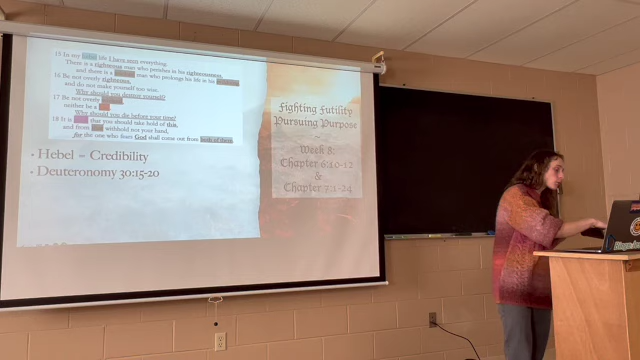 15 In my life I have seen everything.
There is a righteous man who perishes in his righteousness,
and there is a man who prolongs his life in his
16 Be not overly righteous,
and do not make yourself too wise.
Why should you destroy yourself?
17 Be not overly
neither be a
Why should you die before your time?
18 It is that you should take hold of this,
and from withhold not your hand,
for the one who fears God shall come out from both of them.
• Hebel = Credibility
• Deuteronomy 30:15-20
Fighting Futility
Pursuing Purpose
~
Week 8:
Chapter 6:10-12
&
Chapter 7:1-24